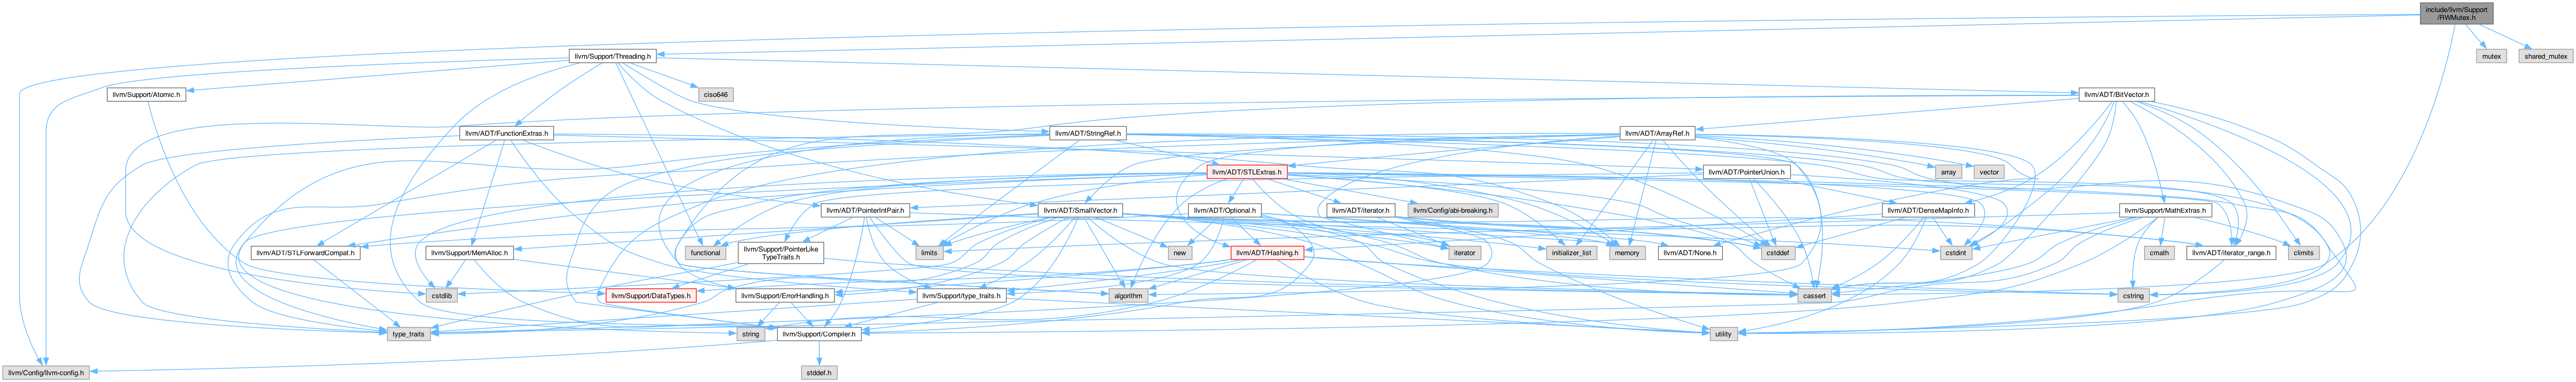 include/llvm/Support
/RWMutex.h
llvm/Support/Threading.h
mutex
shared_mutex
llvm/Support/Atomic.h
ciso646
llvm/ADT/BitVector.h
llvm/ADT/FunctionExtras.h
llvm/ADT/StringRef.h
llvm/ADT/ArrayRef.h
llvm/ADT/STLExtras.h
llvm/ADT/PointerUnion.h
array
vector
llvm/ADT/PointerIntPair.h
llvm/ADT/SmallVector.h
llvm/ADT/Optional.h
llvm/ADT/iterator.h
llvm/Config/abi-breaking.h
llvm/ADT/DenseMapInfo.h
llvm/Support/MathExtras.h
llvm/ADT/STLForwardCompat.h
llvm/Support/MemAlloc.h
functional
llvm/Support/PointerLike
TypeTraits.h
limits
new
llvm/ADT/Hashing.h
iterator
initializer_list
memory
llvm/ADT/None.h
cstddef
cstdint
cmath
llvm/ADT/iterator_range.h
climits
cstdlib
llvm/Support/DataTypes.h
llvm/Support/ErrorHandling.h
llvm/Support/type_traits.h
algorithm
cassert
cstring
type_traits
string
llvm/Support/Compiler.h
utility
llvm/Config/llvm-config.h
stddef.h